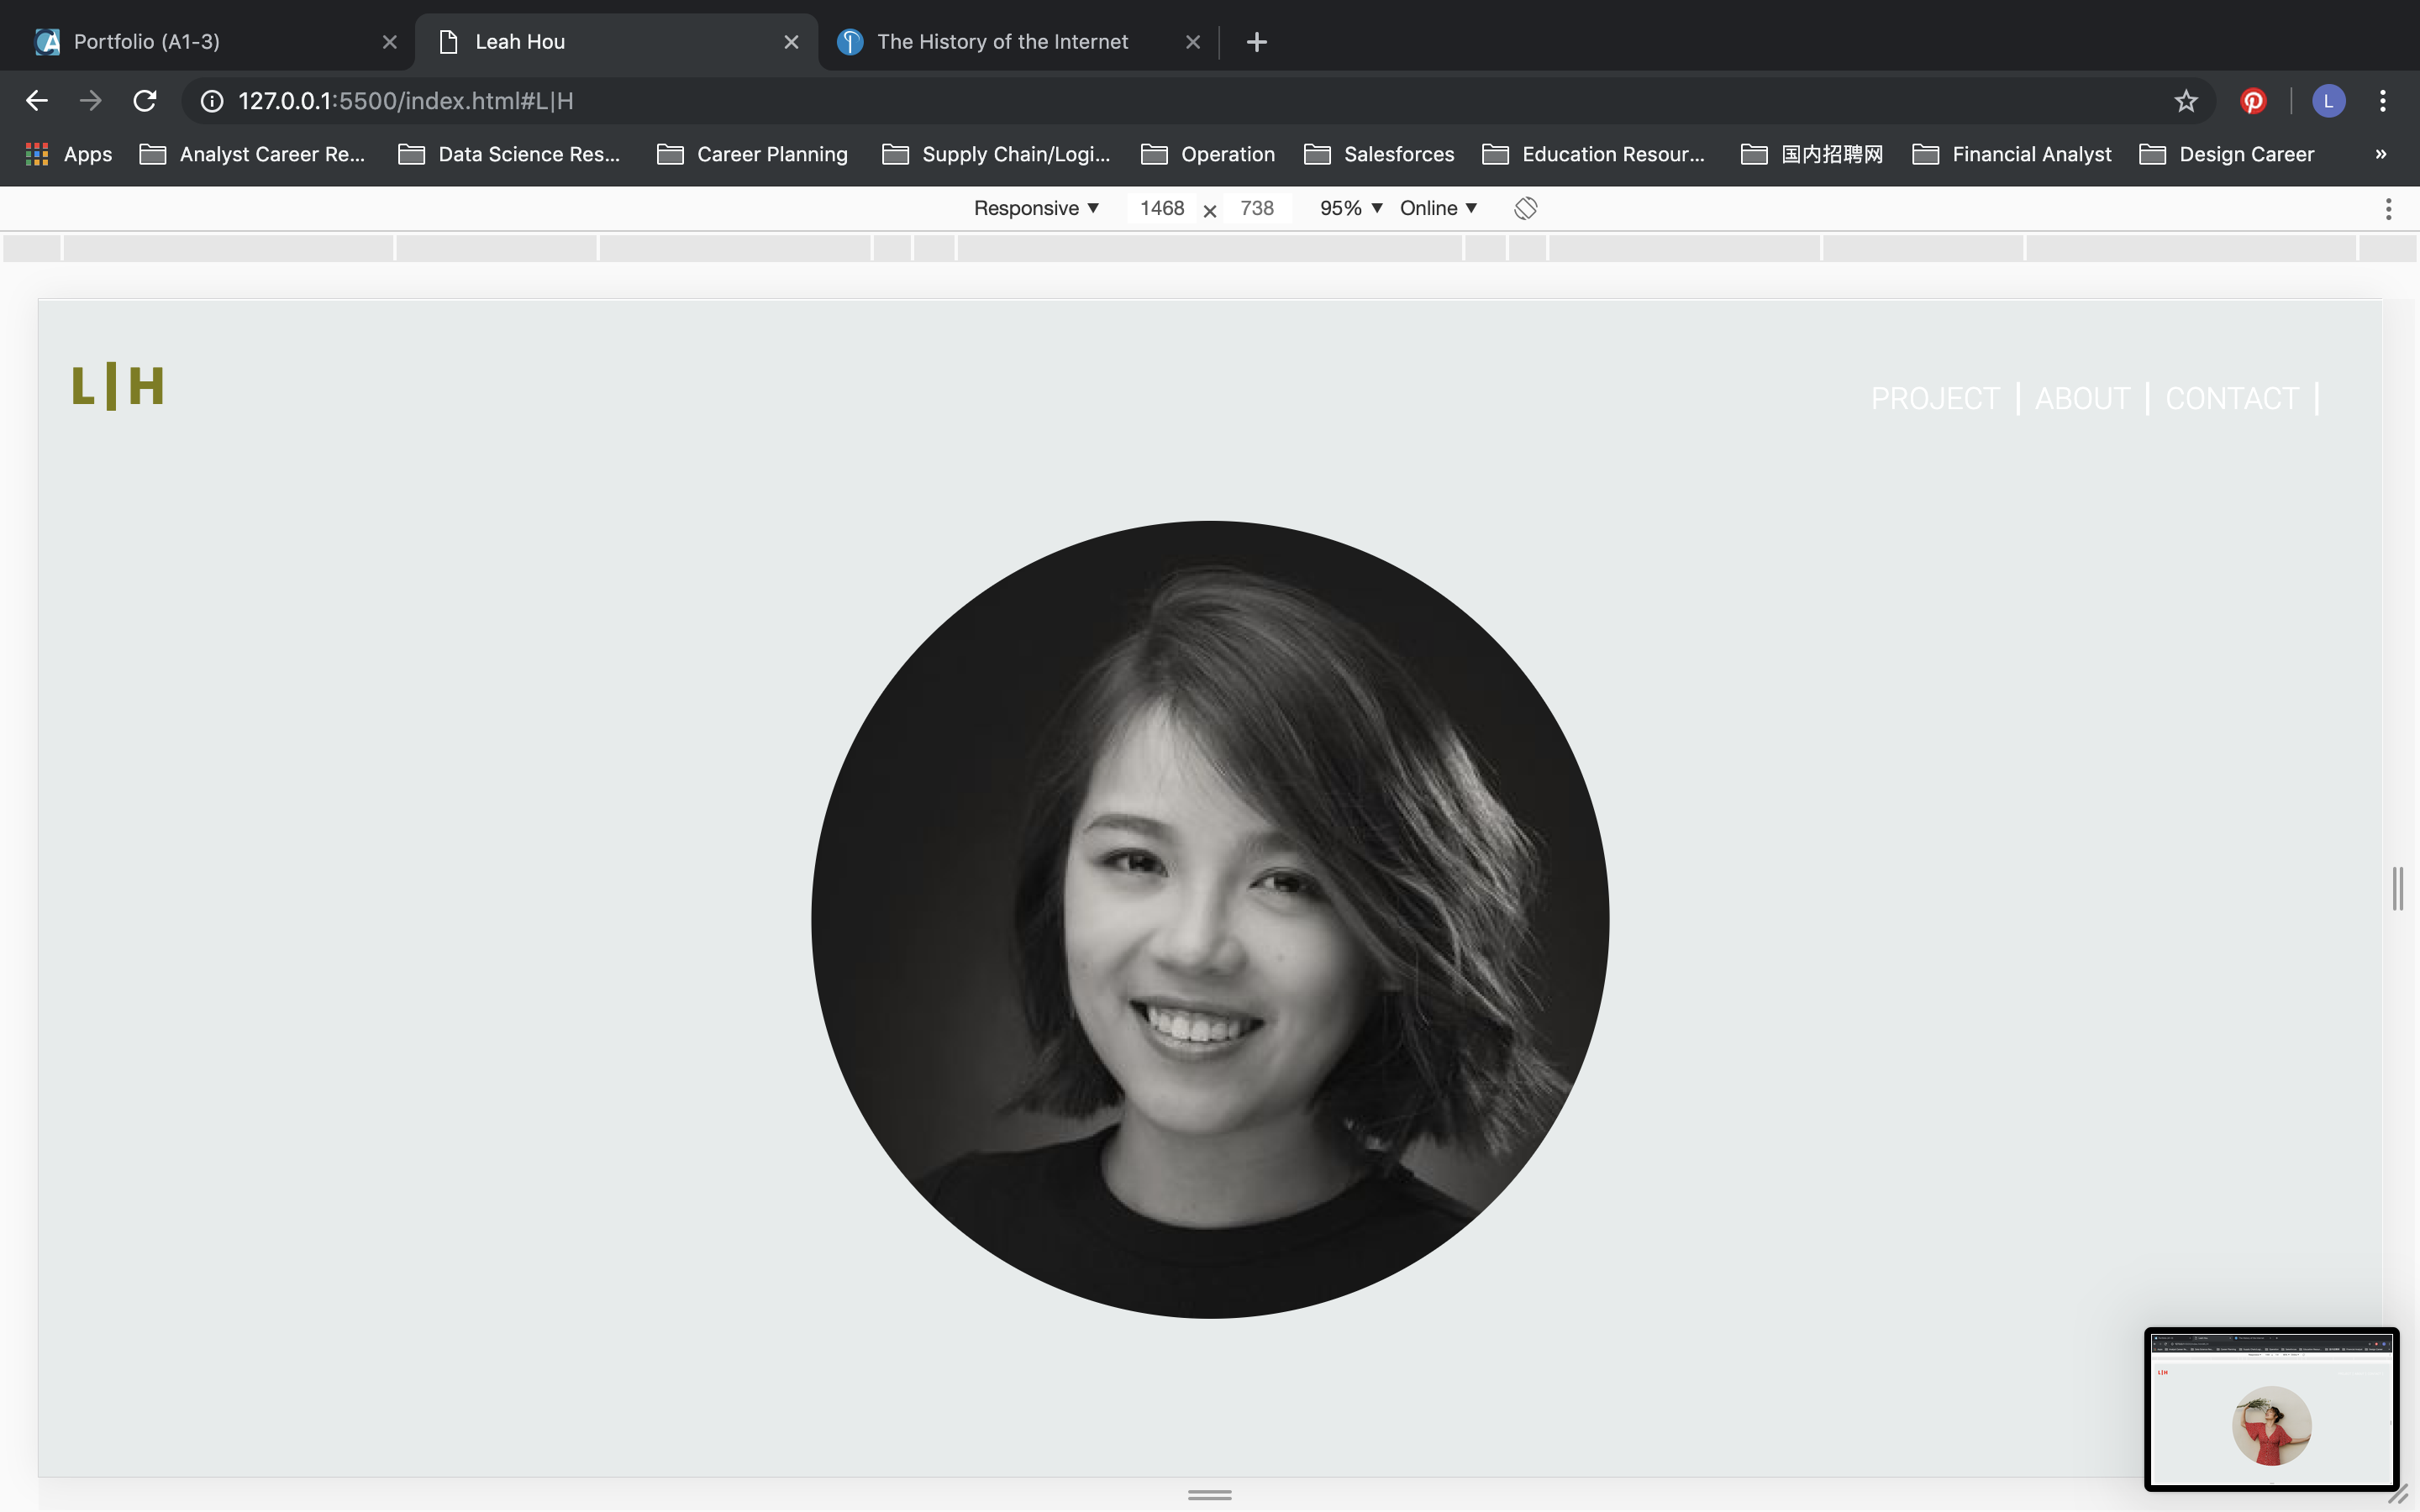 Portfolio (A1-3)
Leah Hou
The History of the Internet
127.0.0.1:5500/index.html#L|H
L
Apps
Analyst Career Re...
Data Science Res...
Career Planning
Supply Chain/Logi...
Operation
Salesforces
Education Resour...
国内招聘网
Financial Analyst
Design Career
»
Responsive ▼ 1468 × 738 95% ▼ Online ▼
L|H
PROJECT | ABOUT | CONTACT |
L|H